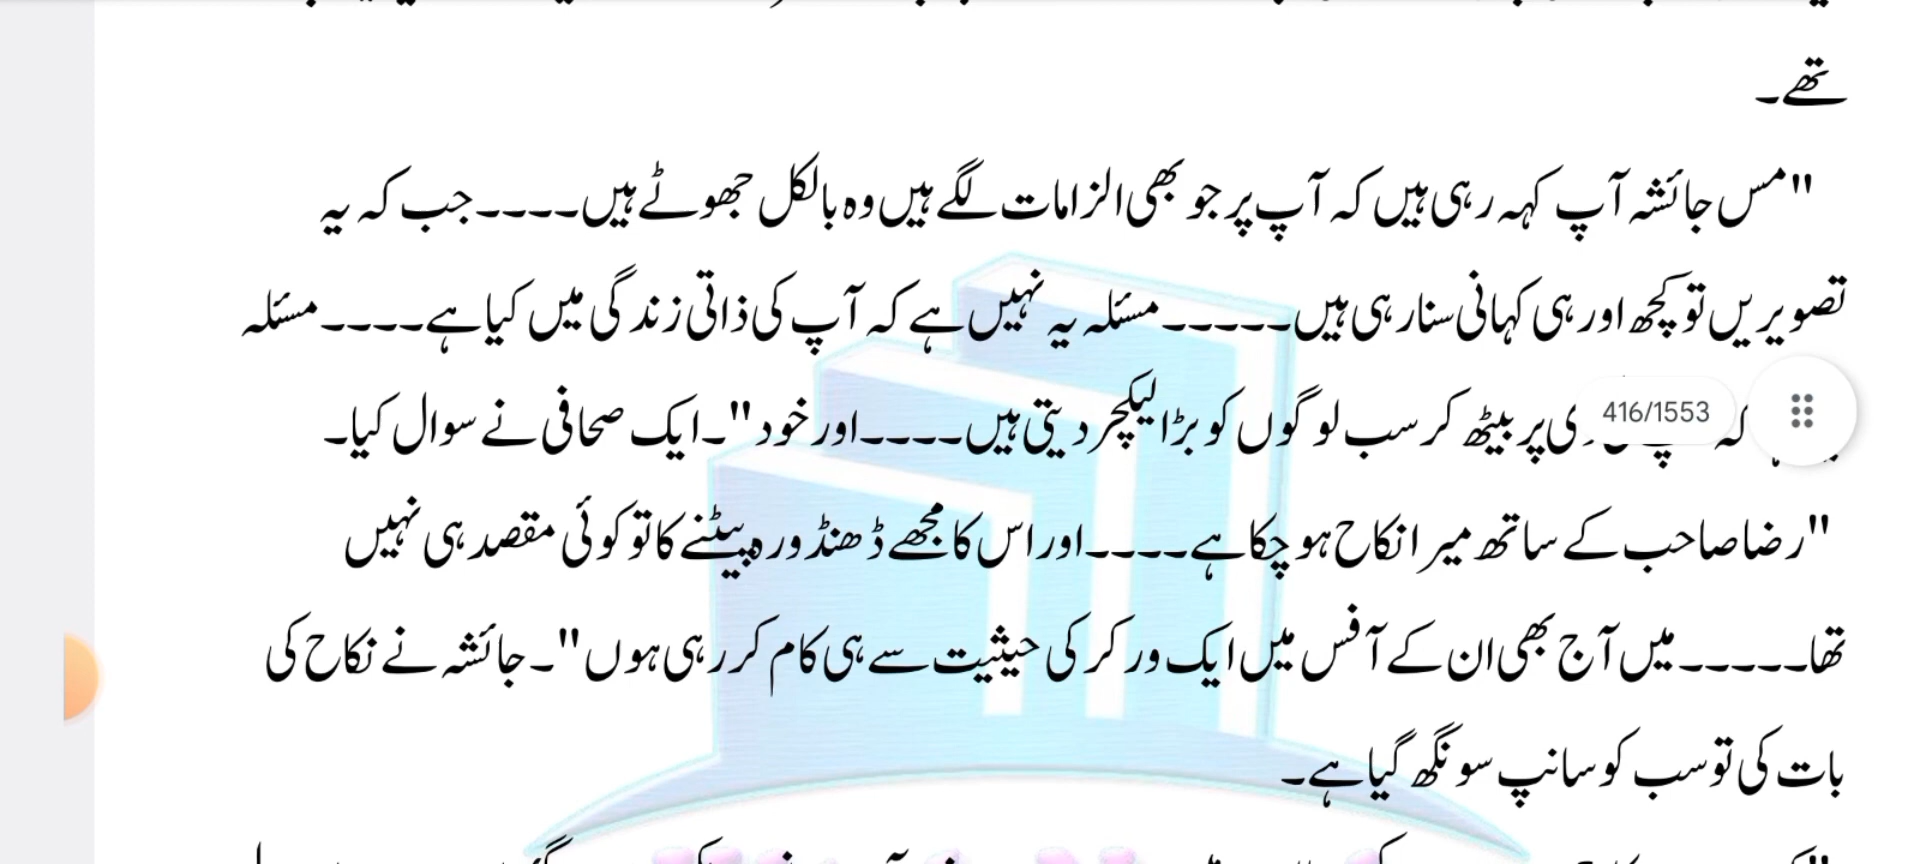 تھے۔
"مس جائشہ آپ کہہ رہی ہیں کہ آپ پر جو بھی الزامات لگے ہیں وہ بالکل جھوٹے ہیں۔۔۔۔جب کہ یہ
تصویریں تو کچھ اور ہی کہانی سنا رہی ہیں۔۔۔۔۔مسئلہ یہ نہیں ہے کہ آپ کی ذاتی زندگی میں کیا ہے۔۔۔۔مسئلہ
کہ پر بیٹھ کر سب لوگوں کو بڑا لیکچر دیتی ہیں۔۔۔۔اور خود"۔ایک صحافی نے سوال کیا۔
416/1553
"رضا صاحب کے ساتھ میرا نکاح ہو چکا ہے۔۔۔۔اور اس کا مجھے ڈھنڈورہ پیٹنے کا تو کوئی مقصد ہی نہیں
تھا۔۔۔۔۔میں آج بھی ان کے آفس میں ایک ورکر کی حیثیت سے ہی کام کر رہی ہوں"۔جائشہ نے نکاح کی
بات کی تو سب کو سانپ سونگھ گیا ہے۔